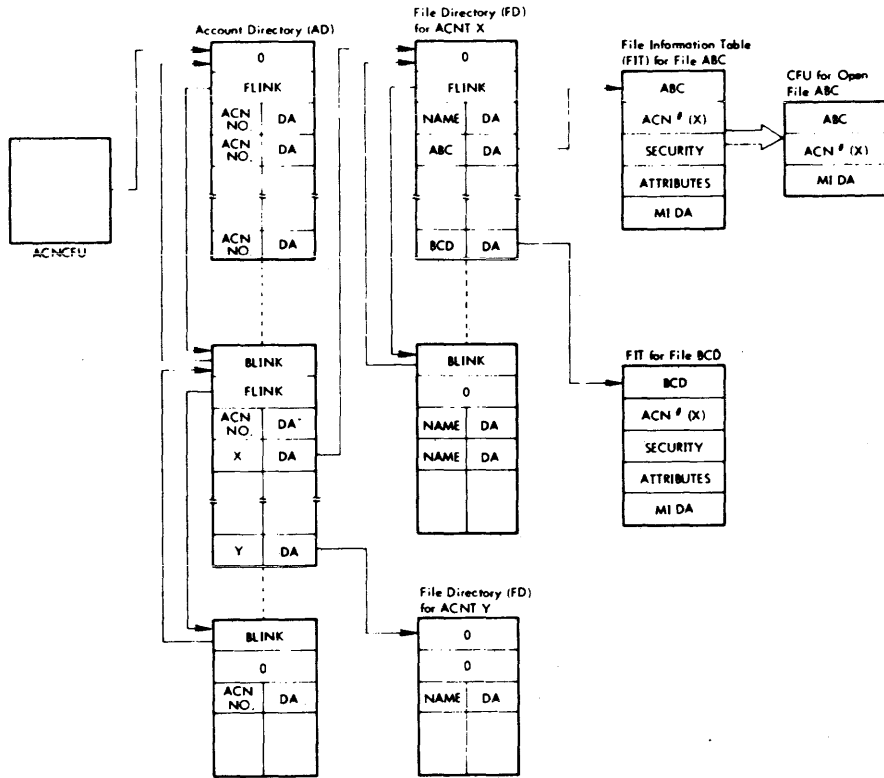 Account Directory (AD)
0
FLINK
ACN NO. DA
ACN NO. DA
ACN NO. DA
BLINK
FLINK
ACN NO. DA
X DA
Y DA
BLINK
0
ACN NO. DA
ACNCFU
File Directory (FD)
for ACNT X
0
FLINK
NAME DA
ABC DA
BCD DA
BLINK
0
NAME DA
NAME DA
File Directory (FD)
for ACNT Y
0
0
NAME DA
File Information Table
(FIT) for File ABC
ABC
ACN # (X)
SECURITY
ATTRIBUTES
MI DA
CFU for Open
File ABC
ABC
ACN # (X)
MI DA
FIT for File BCD
BCD
ACN # (X)
SECURITY
ATTRIBUTES
MI DA